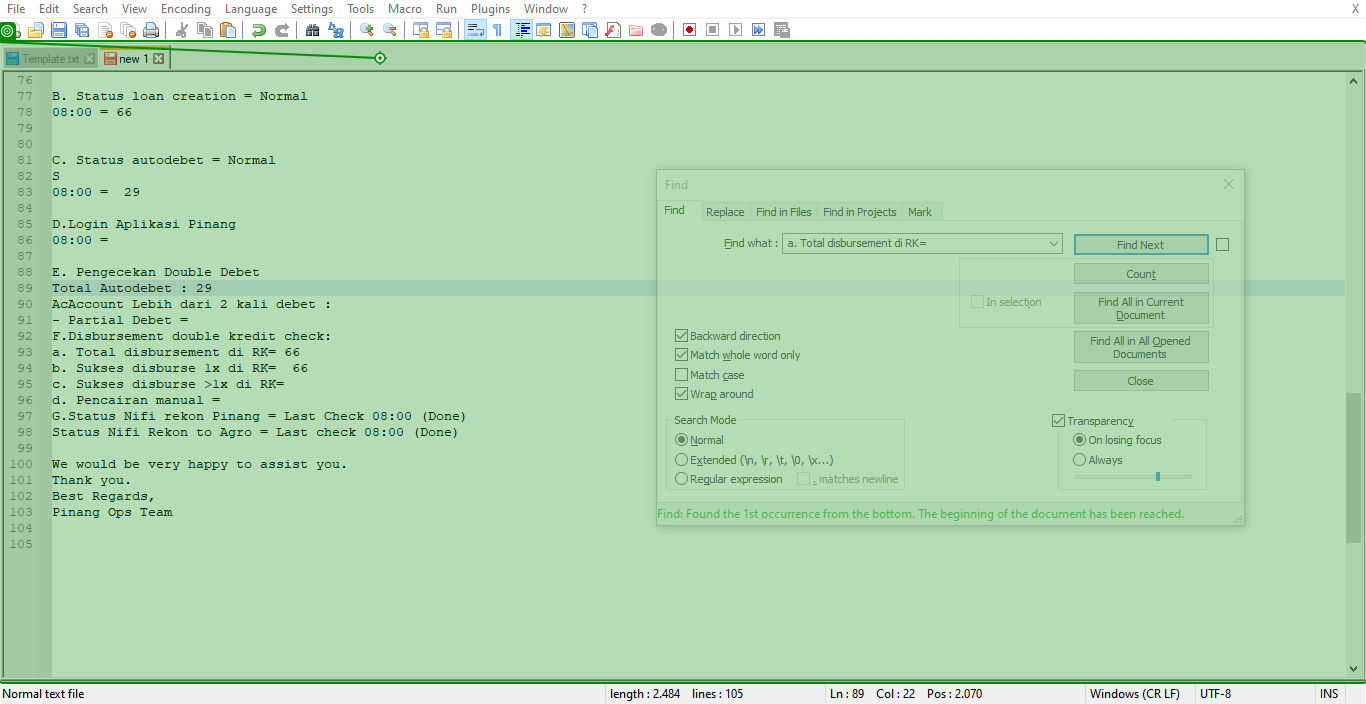 File Edit Search View Encoding Language Settings Tools Macro Run Plugins Window ? X
Template.txt new 1
76
77 B. Status loan creation = Normal
78 08:00 = 66
79
80
81 C. Status autodebet = Normal
82 S
83 08:00 =  29
84
85 D.Login Aplikasi Pinang
86 08:00 =
87
88 E. Pengecekan Double Debet
89 Total Autodebet : 29
90 AcAccount Lebih dari 2 kali debet :
91 - Partial Debet =
92 F.Disbursement double kredit check:
93 a. Total disbursement di RK= 66
94 b. Sukses disburse 1x di RK=  66
95 c. Sukses disburse >1x di RK=
96 d. Pencairan manual =
97 G.Status Nifi rekon Pinang = Last Check 08:00 (Done)
98 Status Nifi Rekon to Agro = Last check 08:00 (Done)
99
100 We would be very happy to assist you.
101 Thank you.
102 Best Regards,
103 Pinang Ops Team
104
105
Find
Find Replace Find in Files Find in Projects Mark
Find what : a. Total disbursement di RK= Find Next
Count
In selection Find All in Current
Document
Find All in All Opened
Documents
Close
Backward direction
Match whole word only
Match case
Wrap around
Search Mode
Normal
Extended (\n, \r, \t, \0, \x...)
Regular expression . matches newline
Transparency
On losing focus
Always
Find: Found the 1st occurrence from the bottom. The beginning of the document has been reached.
Normal text file length : 2.484 lines : 105 Ln : 89 Col : 22 Pos : 2.070 Windows (CR LF) UTF-8 INS